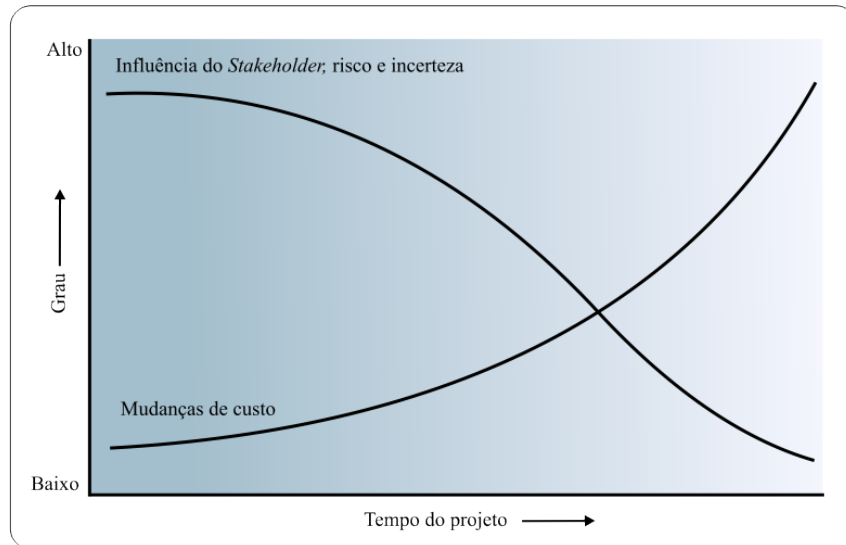 Alto
Influência do Stakeholder, risco e incerteza
Grau
Mudanças de custo
Baixo
Tempo do projeto